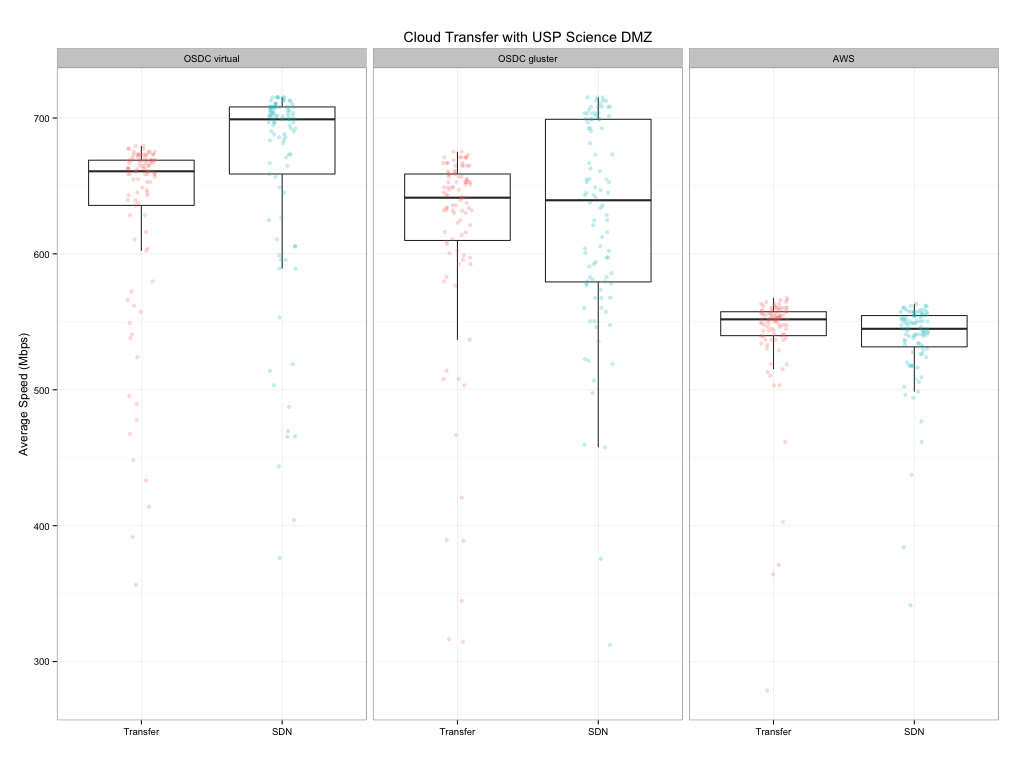 Cloud Transfer with USP Science DMZ
OSDC virtual
OSDC gluster
AWS
Average Speed (Mbps)
700
600
500
400
300
Transfer
SDN
Transfer
SDN
Transfer
SDN